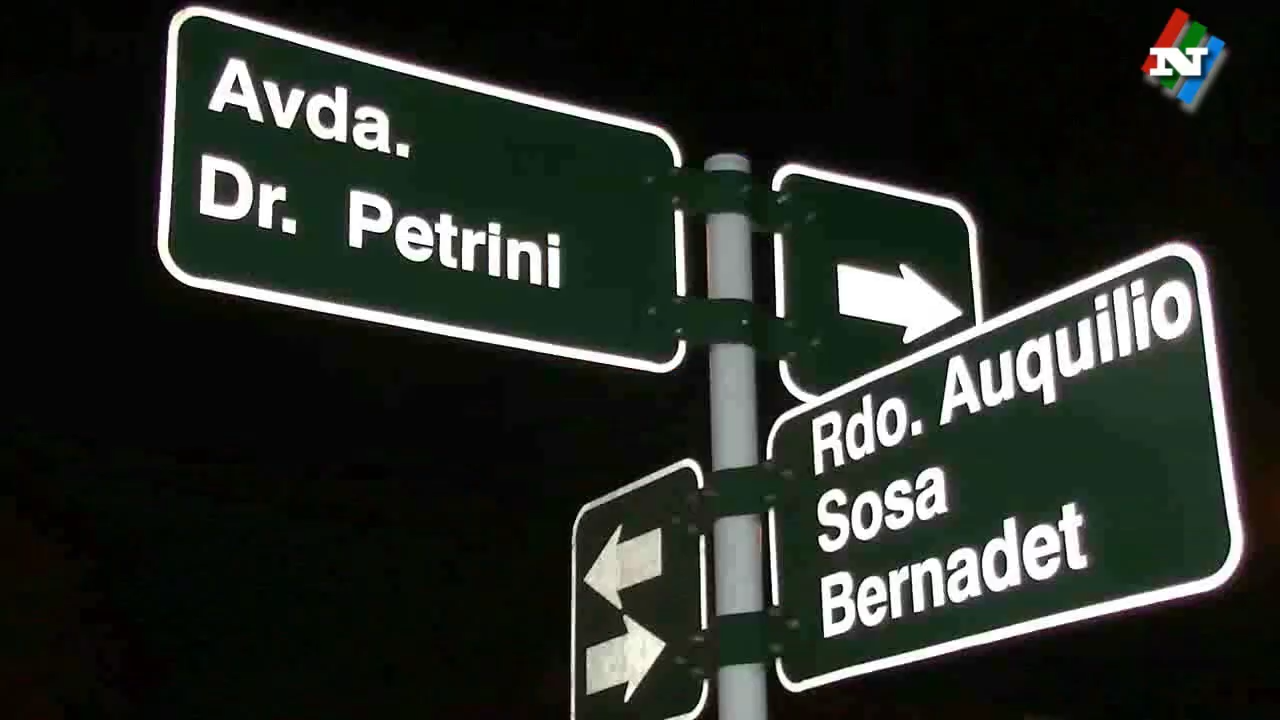 Avda.
Dr. Petrini
Rdo. Auquilio
Sosa
Bernadet
N